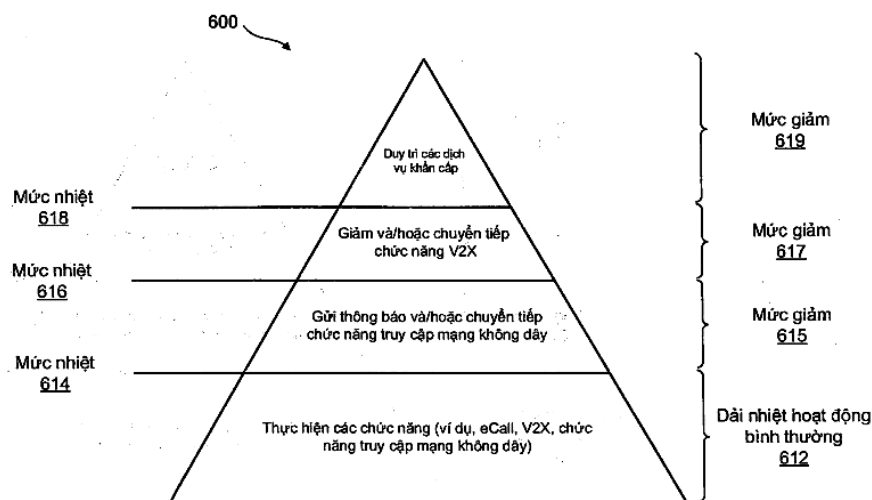 600
Duy trì các dịch
vụ khẩn cấp
Mức giảm
619
Mức nhiệt
618
Giảm và/hoặc chuyển tiếp
chức năng V2X
Mức giảm
617
Mức nhiệt
616
Gửi thông báo và/hoặc chuyển tiếp
chức năng truy cập mạng không dây
Mức giảm
615
Mức nhiệt
614
Thực hiện các chức năng (ví dụ, eCall, V2X, chức
năng truy cập mạng không dây)
Dải nhiệt hoạt động
bình thường
612